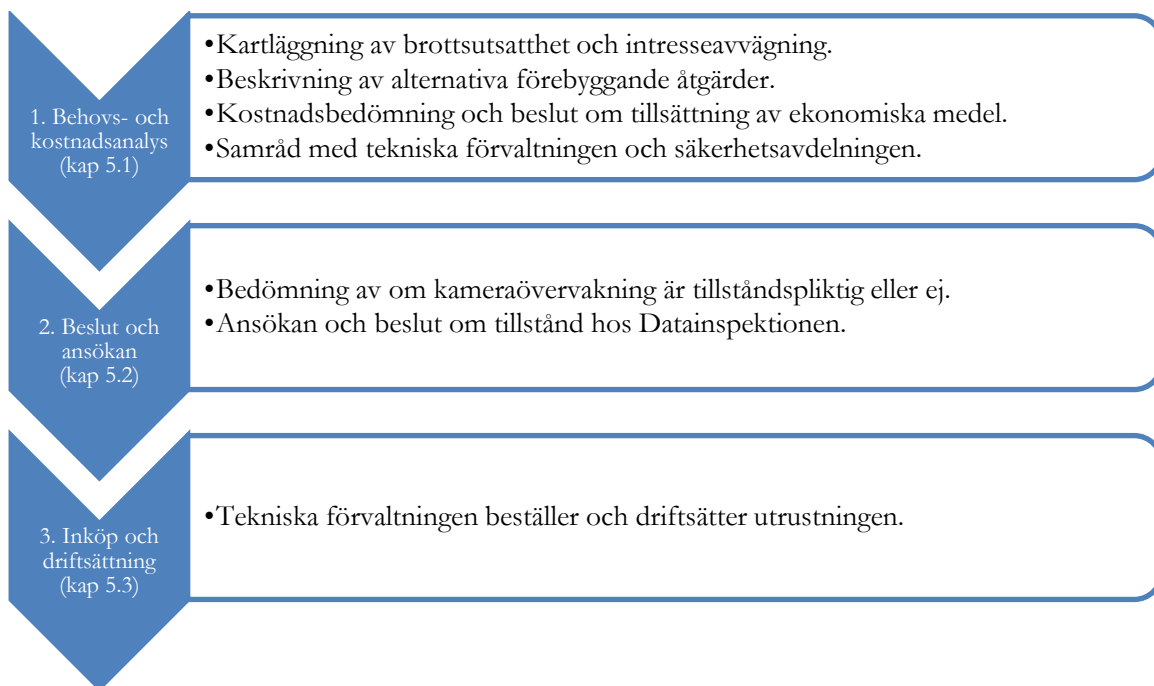 1. Behovs- och
kostnadsanalys
(kap 5.1)
•Kartläggning av brottsutsatthet och intresseavvägning.
•Beskrivning av alternativa förebyggande åtgärder.
•Kostnadsbedömning och beslut om tillsättning av ekonomiska medel.
•Samråd med tekniska förvaltningen och säkerhetsavdelningen.
2. Beslut och
ansökan
(kap 5.2)
•Bedömning av om kameraövervakning är tillståndspliktig eller ej.
•Ansökan och beslut om tillstånd hos Datainspektionen.
3. Inköp och
driftsättning
(kap 5.3)
•Tekniska förvaltningen beställer och driftsätter utrustningen.